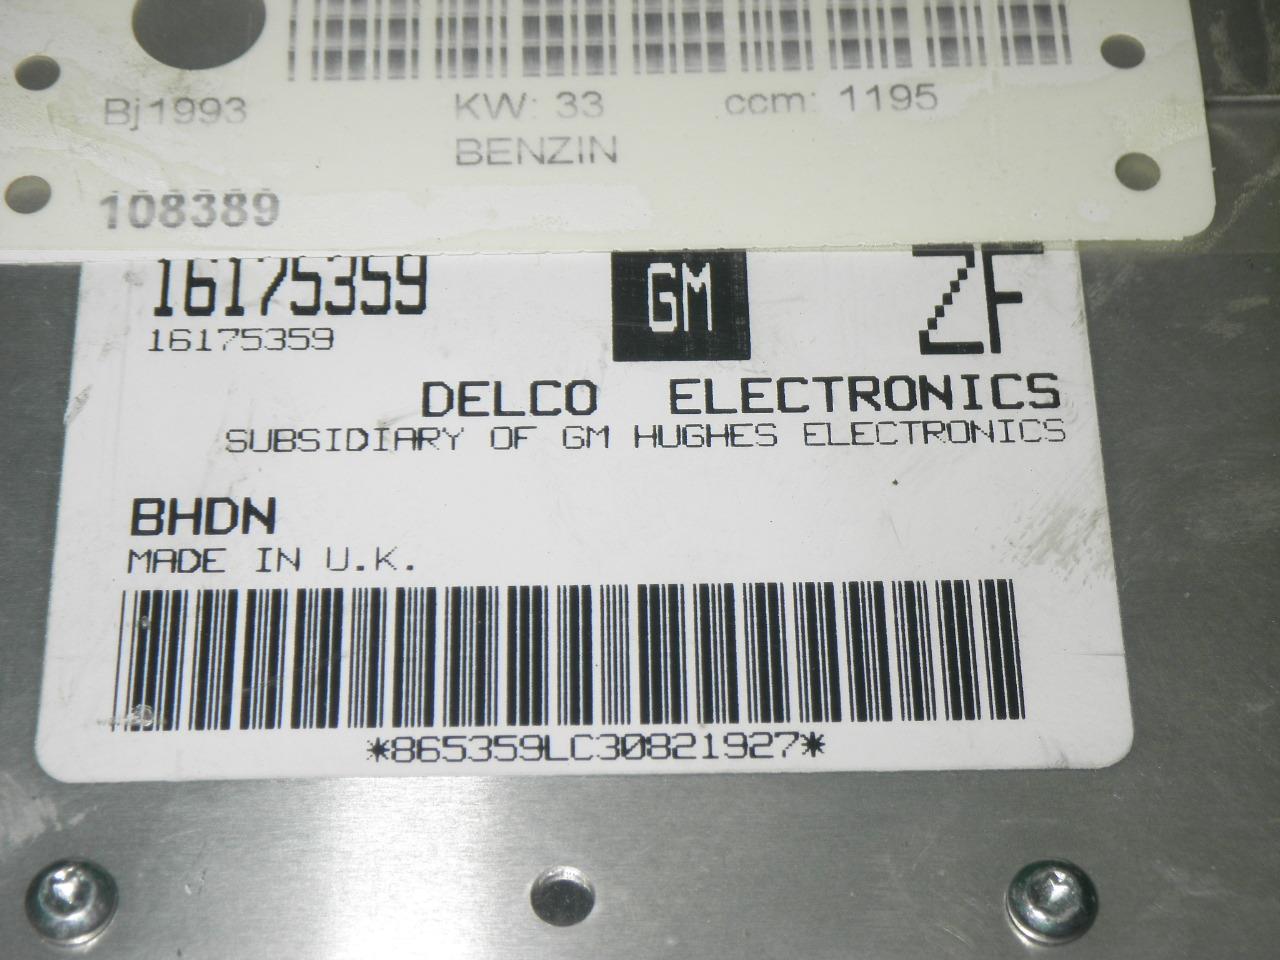 Bj1993 KW: 33 ccm: 1195
BENZIN
108389
16175359 GM ZF
16175359
DELCO ELECTRONICS
SUBSIDIARY OF GM HUGHES ELECTRONICS
BHDN
MADE IN U.K.
*865359LC30821927*